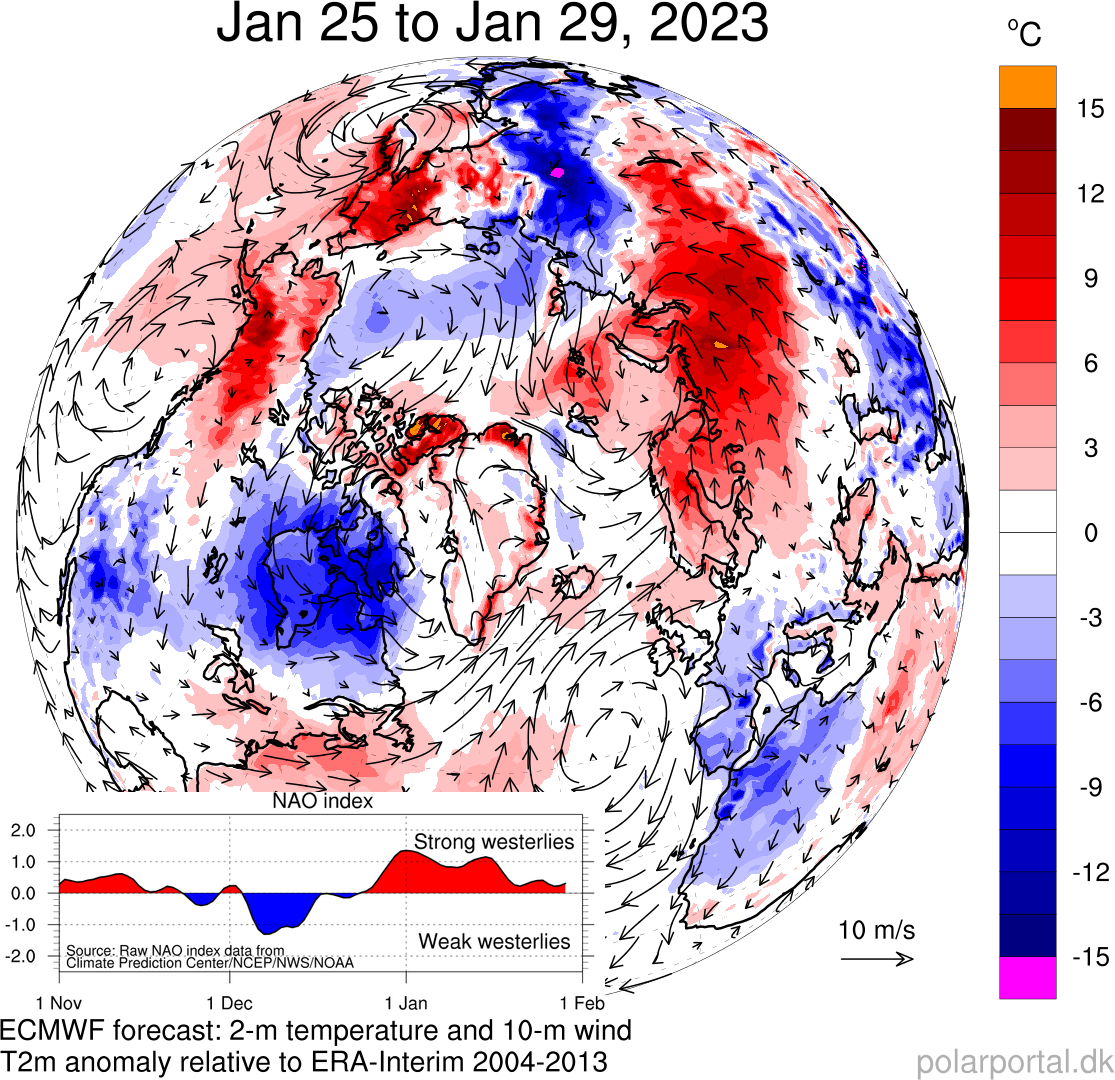 Jan 25 to Jan 29, 2023
°C
15
12
9
6
3
0
-3
-6
-9
-12
-15
10 m/s
NAO index
2.0
1.0
0.0
-1.0
-2.0
Strong westerlies
Weak westerlies
Source: Raw NAO index data from
Climate Prediction Center/NCEP/NWS/NOAA
1 Nov 1 Dec 1 Jan 1 Feb
ECMWF forecast: 2-m temperature and 10-m wind
T2m anomaly relative to ERA-Interim 2004-2013
polarportal.dk